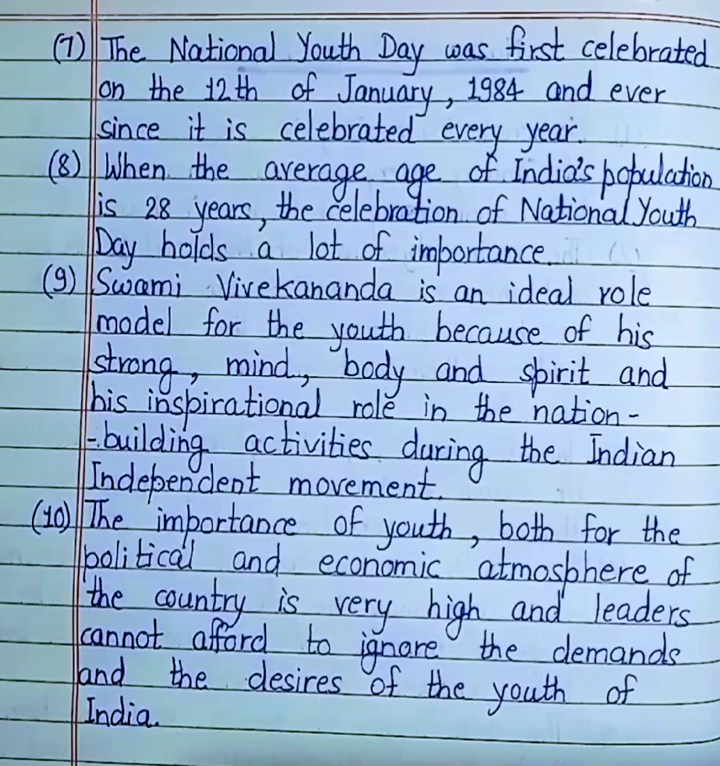 (7) The National Youth Day was first celebrated
on the 12th of January, 1984 and ever
since it is celebrated every year.
(8) When the average age of India's population
is 28 years, the celebration of National Youth
Day holds a lot of importance.
(9) Swami Vivekananda is an ideal role
model for the youth because of his
strong, mind, body and spirit and
his inspirational role in the nation-
-building activities during the Indian
Independent movement.
(10) The importance of youth, both for the
political and economic atmosphere of
the country is very high and leaders
cannot afford to ignore the demands
and the desires of the youth of
India.